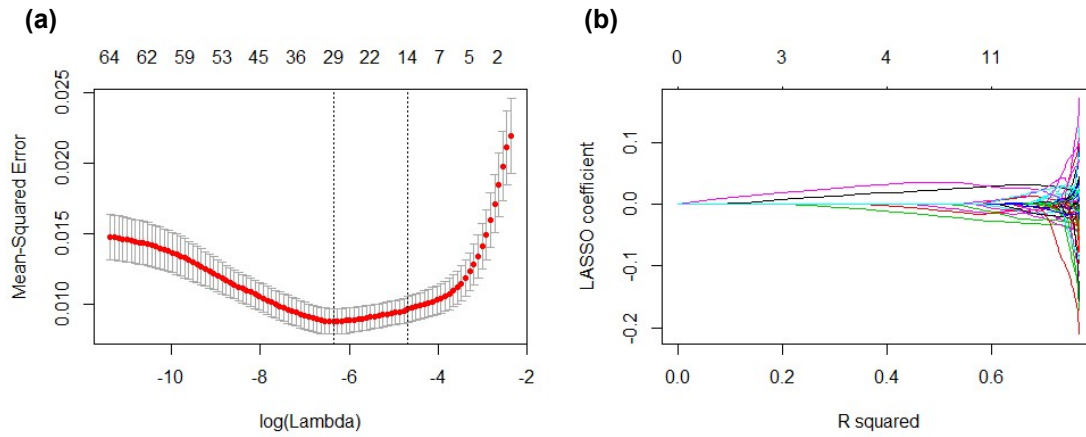 (a)
64 62 59 53 45 36 29 22 14 7 5 2
Mean-Squared Error
0.025
0.020
0.015
0.010
-10 -8 -6 -4 -2
log(Lambda)
(b)
0 3 4 11
LASSO coefficient
0.1
0.0
-0.1
-0.2
0.0 0.2 0.4 0.6
R squared